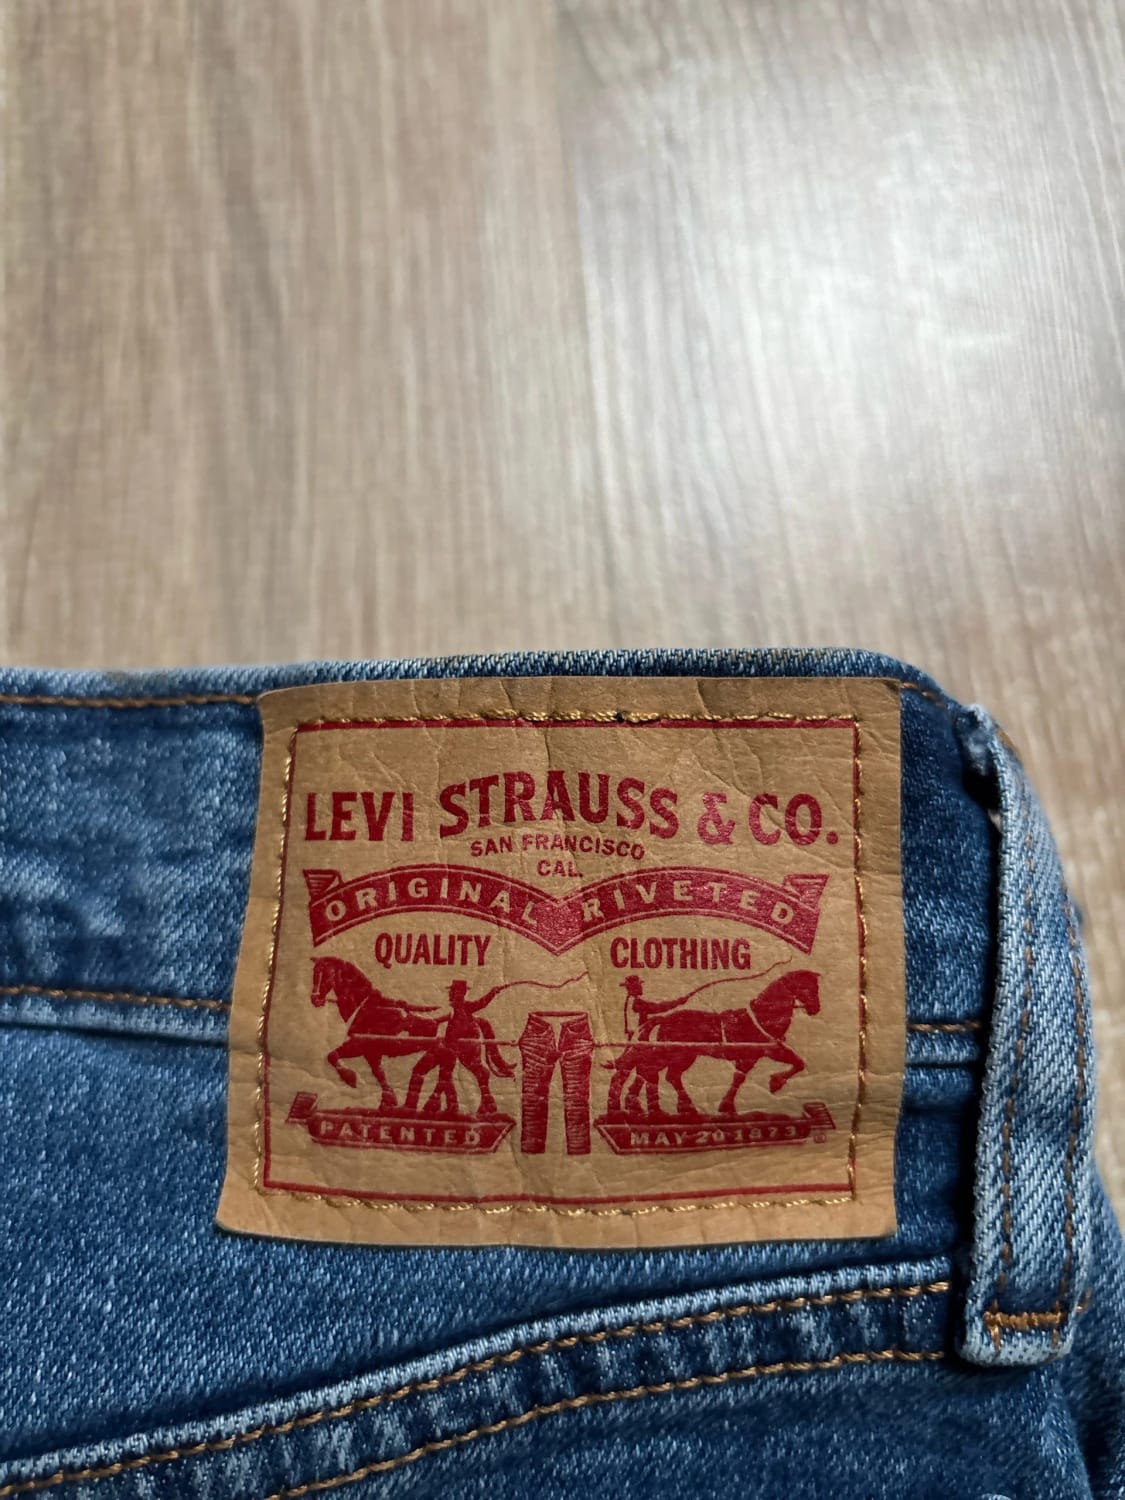 LEVI STRAUSS & CO.
SAN FRANCISCO
CAL.
ORIGINAL RIVETED
QUALITY CLOTHING
PATENTED MAY 20 1873 ®